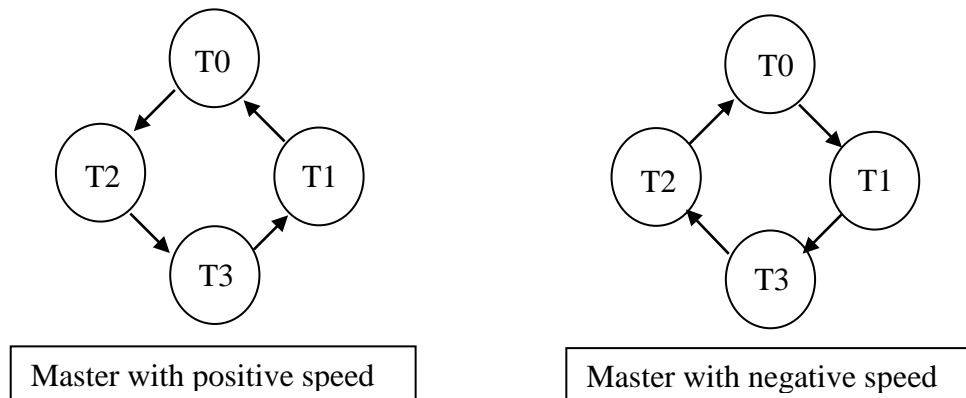 T0
T2
T1
T3
Master with positive speed
T0
T2
T1
T3
Master with negative speed